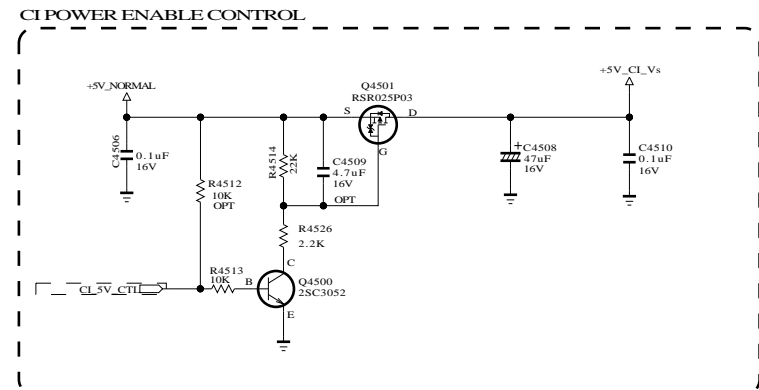 CI POWER ENABLE CONTROL
+5V_NORMAL
Q4501
RSR025P03
+5V_CI_Vs
S
D
G
C4506
0.1uF
16V
R4514
22K
C4509
4.7uF
16V
OPT
C4508
47uF
16V
C4510
0.1uF
16V
R4512
10K
OPT
R4526
2.2K
CI_5V_CTL
R4513
10K
B
C
Q4500
2SC3052
E
+